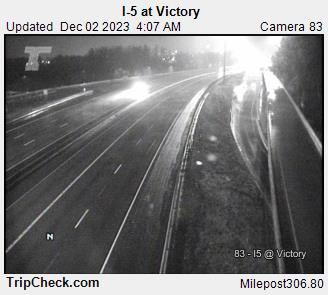 I-5 at Victory
Updated Dec 02 2023 4:07 AM Camera 83
T
N
83 - I5 @ Victory
TripCheck.com Milepost306.80